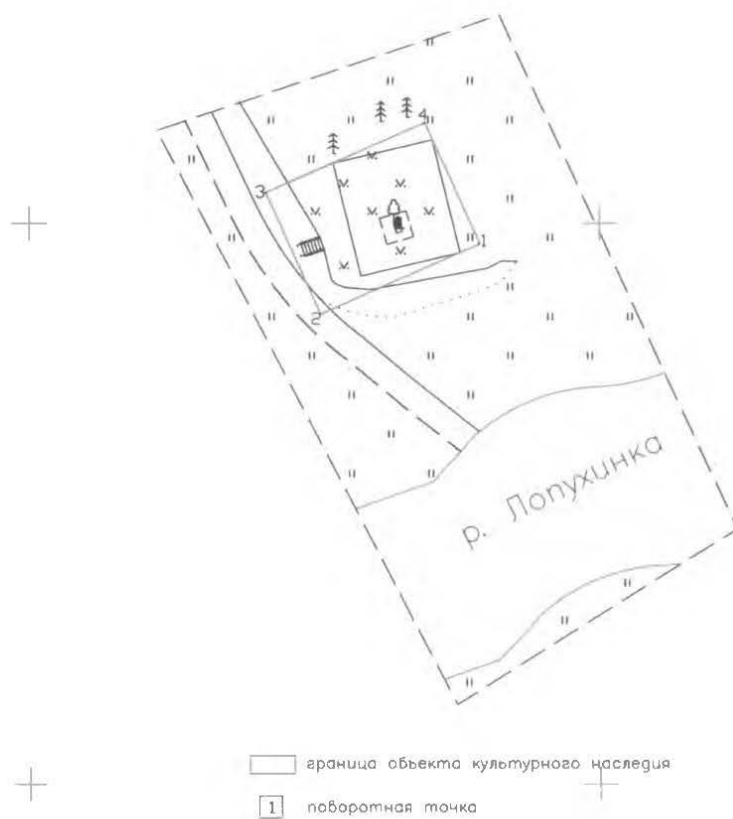 4
3
1
2
р. Лопухинка
граница объекта культурного наследия
1 поворотная точка